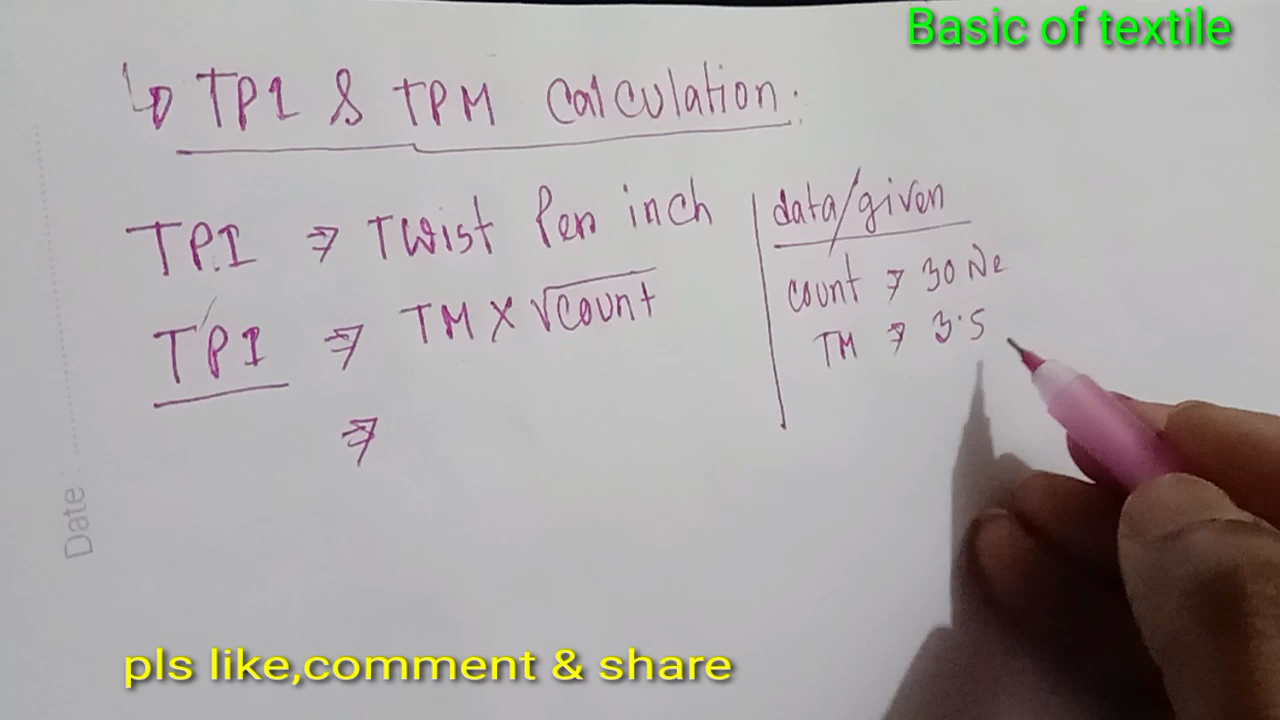 Basic of textile
↳ TPI & TPM Calculation.
TPI ⇒ Twist Per inch
TPI ⇒ TM × √count
⇒
data/given
count ⇒ 30 Ne
TM ⇒ 3.5
Date :
pls like,comment & share